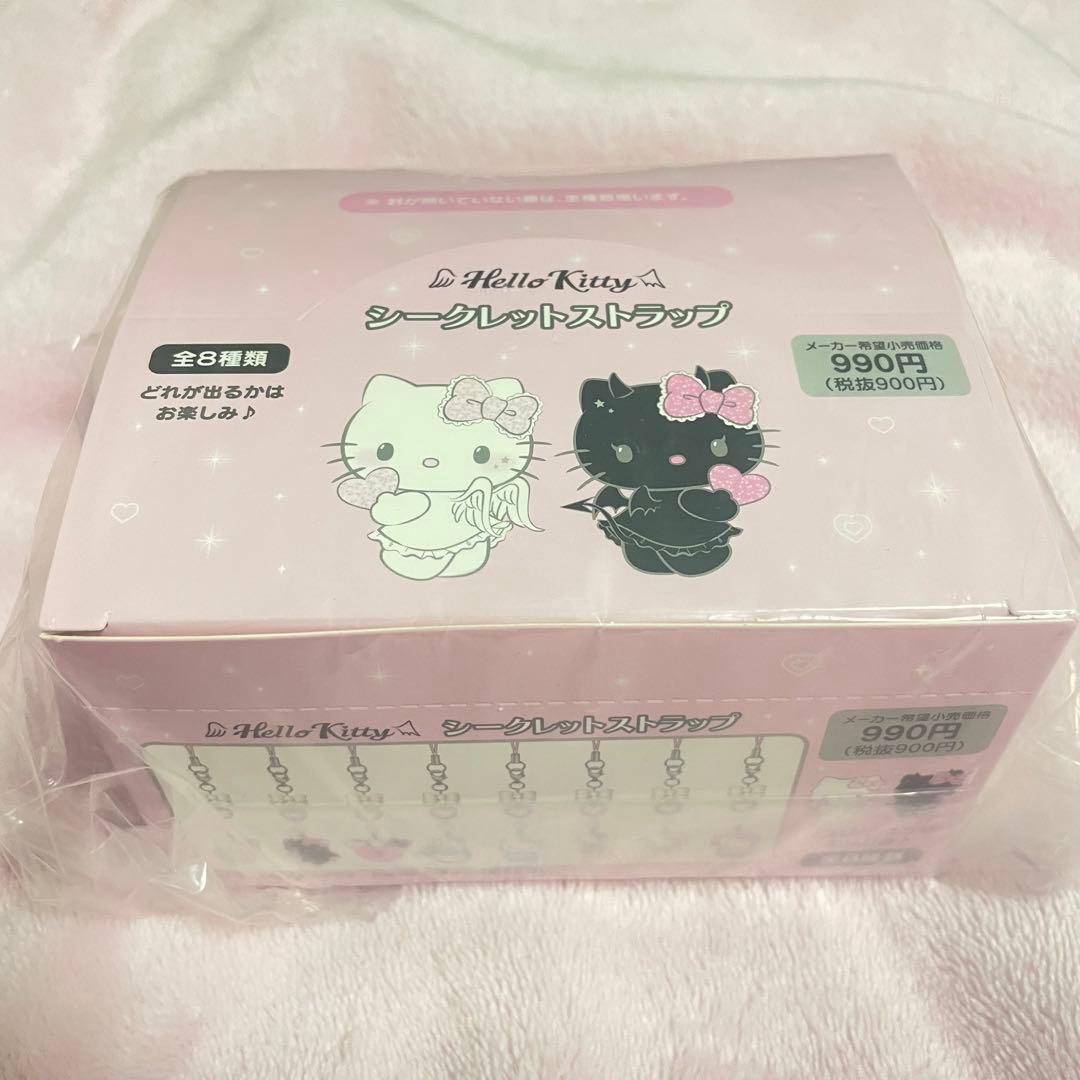 ※ 封が開いていない際は、全種類揃います。
Hello Kitty
シークレットストラップ
全8種類
どれが出るかは
お楽しみ♪
メーカー希望小売価格
990円
(税抜900円)
Hello Kitty シークレットストラップ
メーカー希望小売価格
990円
(税抜900円)
全8種類